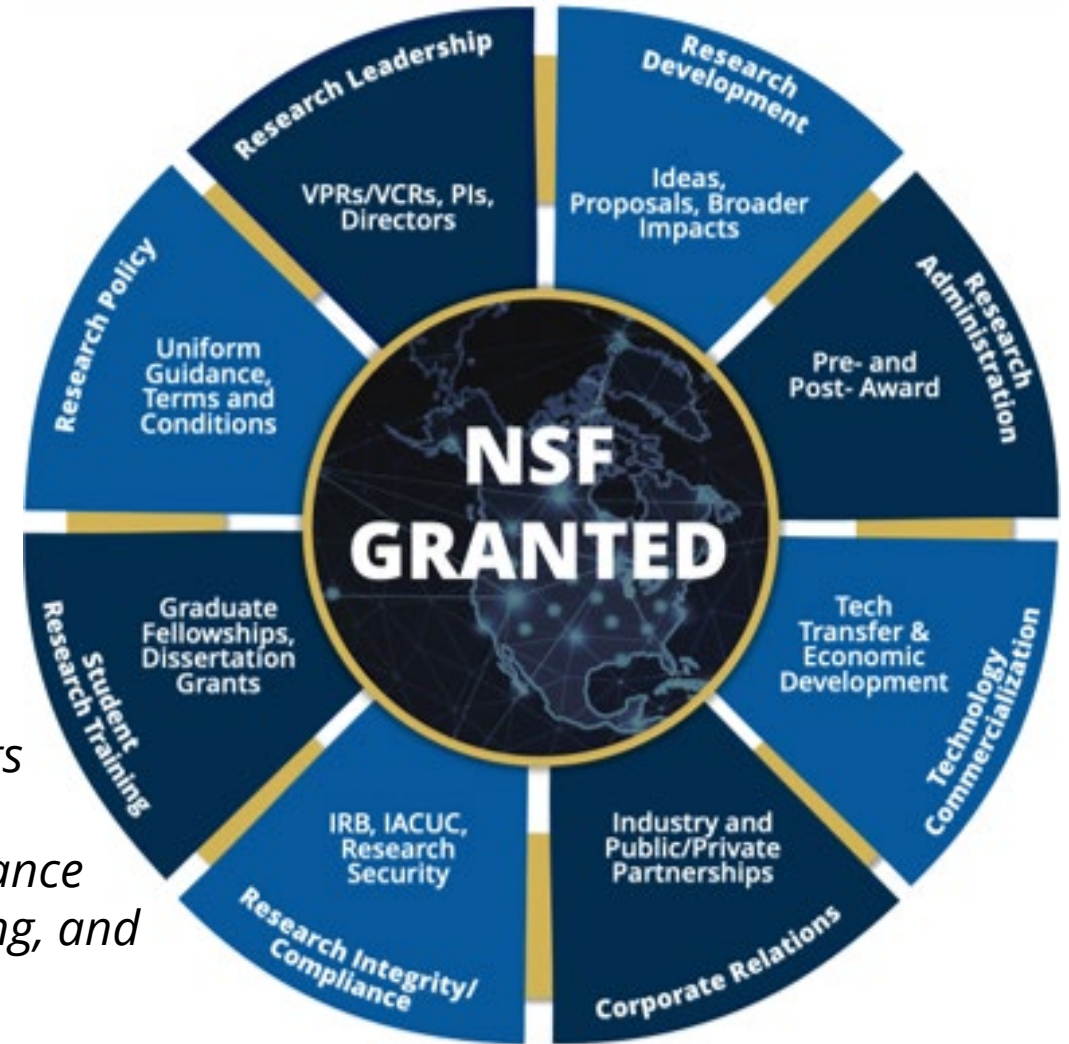 Research Leadership
VPRs/VCRs, PIs,
Directors
Research
Development
Ideas,
Proposals, Broader
Impacts
Research
Administration
Pre- and
Post- Award
Technology
Commercialization
Tech
Transfer &
Economic
Development
Corporate Relations
Industry and
Public/Private
Partnerships
Research Integrity/
Compliance
IRB, IACUC,
Research
Security
Student
Research Training
Graduate
Fellowships,
Dissertation
Grants
Research Policy
Uniform
Guidance,
Terms and
Conditions
NSF
GRANTED
and